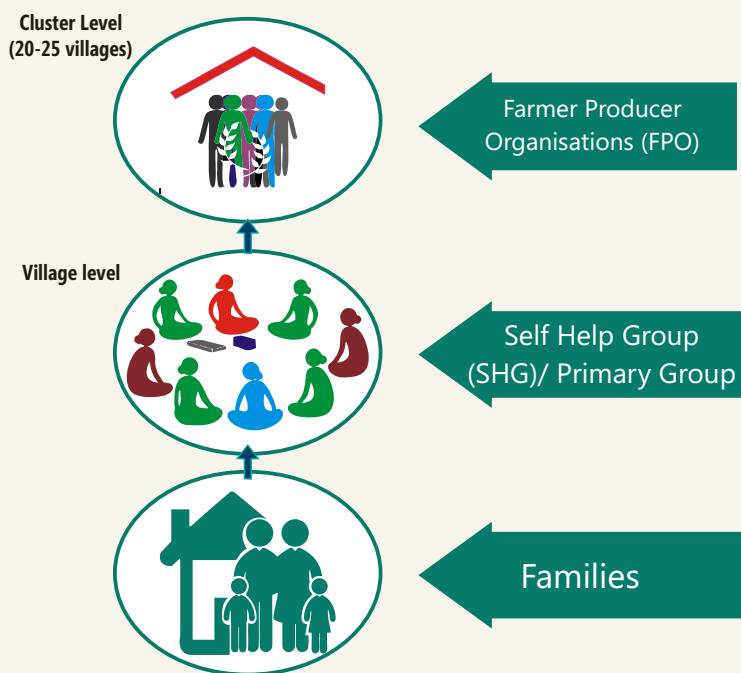 Cluster Level
(20-25 villages)
Farmer Producer
Organisations (FPO)
Village level
Self Help Group
(SHG)/ Primary Group
Families